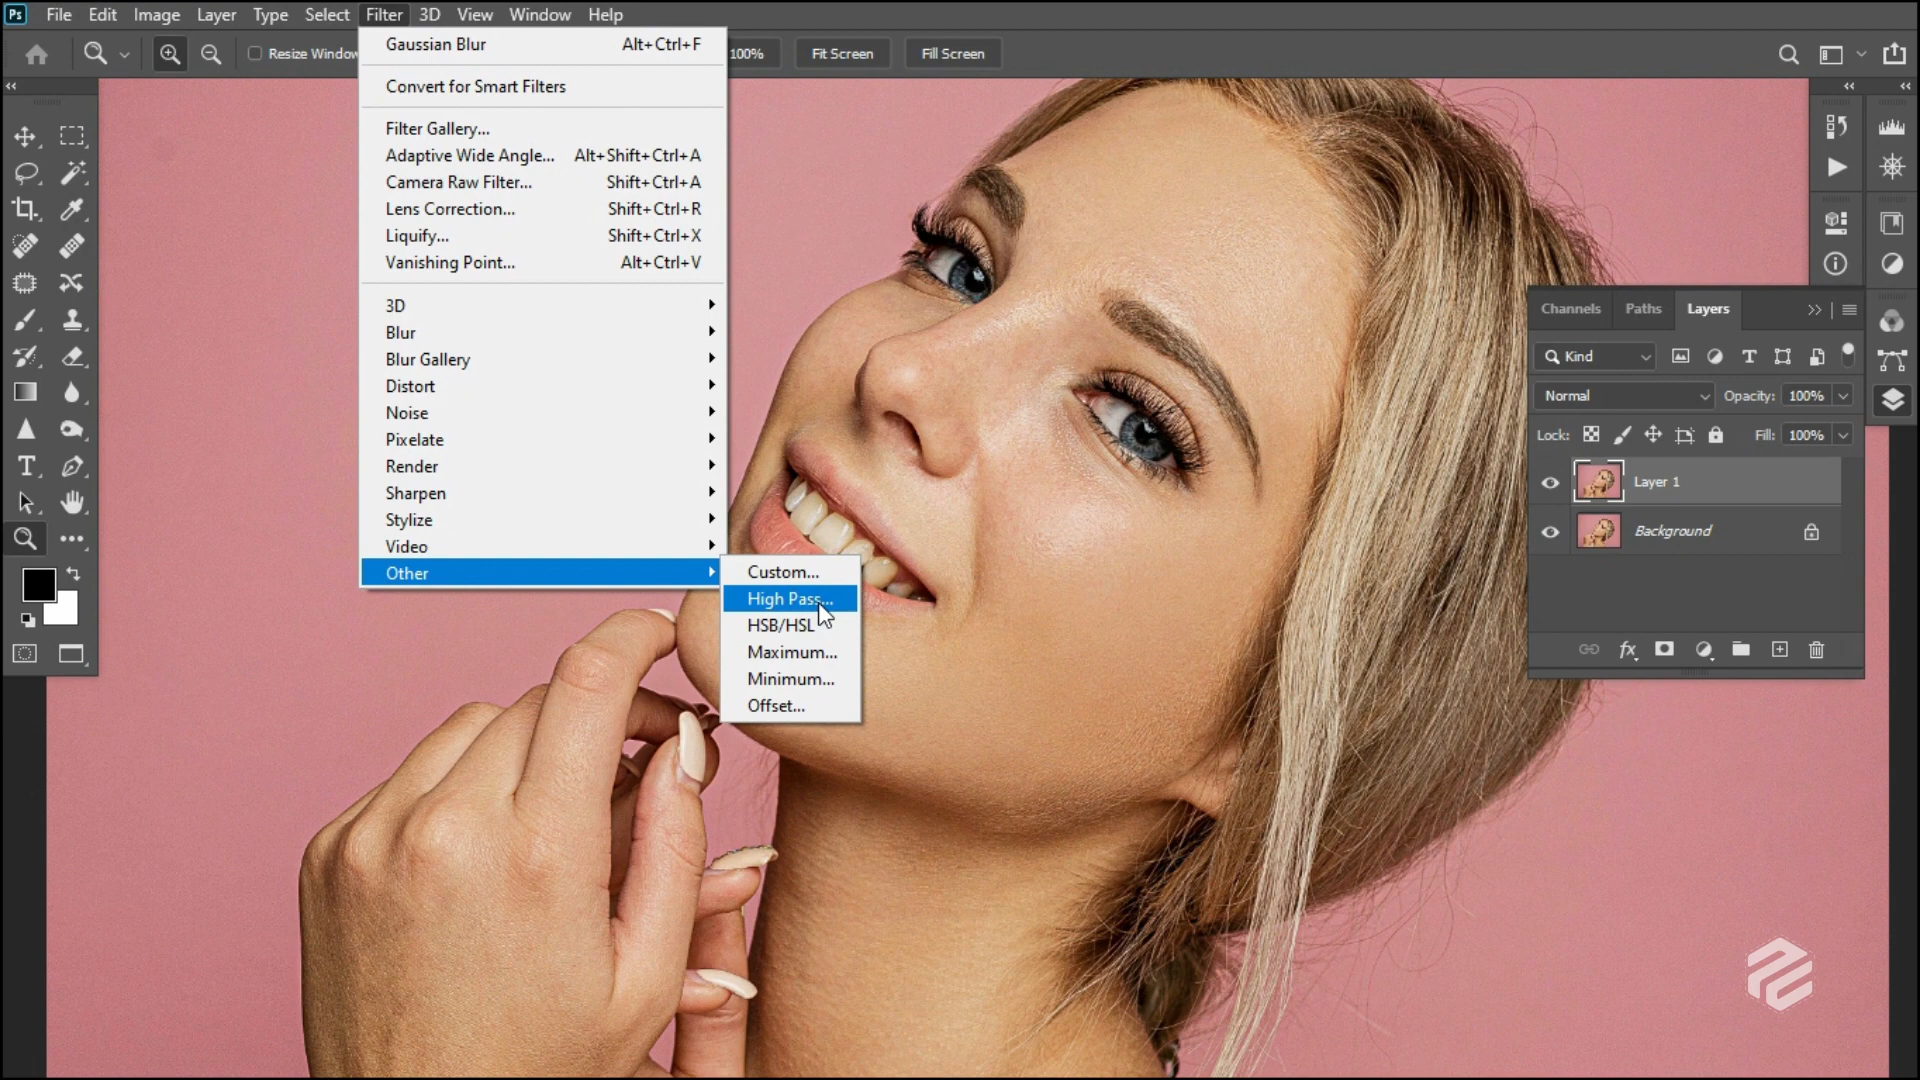 Ps File Edit Image Layer Type Select Filter 3D View Window Help
Resize Window
100%
Fit Screen
Fill Screen
Gaussian Blur Alt+Ctrl+F
Convert for Smart Filters
Filter Gallery...
Adaptive Wide Angle... Alt+Shift+Ctrl+A
Camera Raw Filter... Shift+Ctrl+A
Lens Correction... Shift+Ctrl+R
Liquify... Shift+Ctrl+X
Vanishing Point... Alt+Ctrl+V
3D
Blur
Blur Gallery
Distort
Noise
Pixelate
Render
Sharpen
Stylize
Video
Other
Custom...
High Pass...
HSB/HSL
Maximum...
Minimum...
Offset...
Channels Paths Layers
Kind
Normal Opacity: 100%
Lock: Fill: 100%
Layer 1
Background
fx